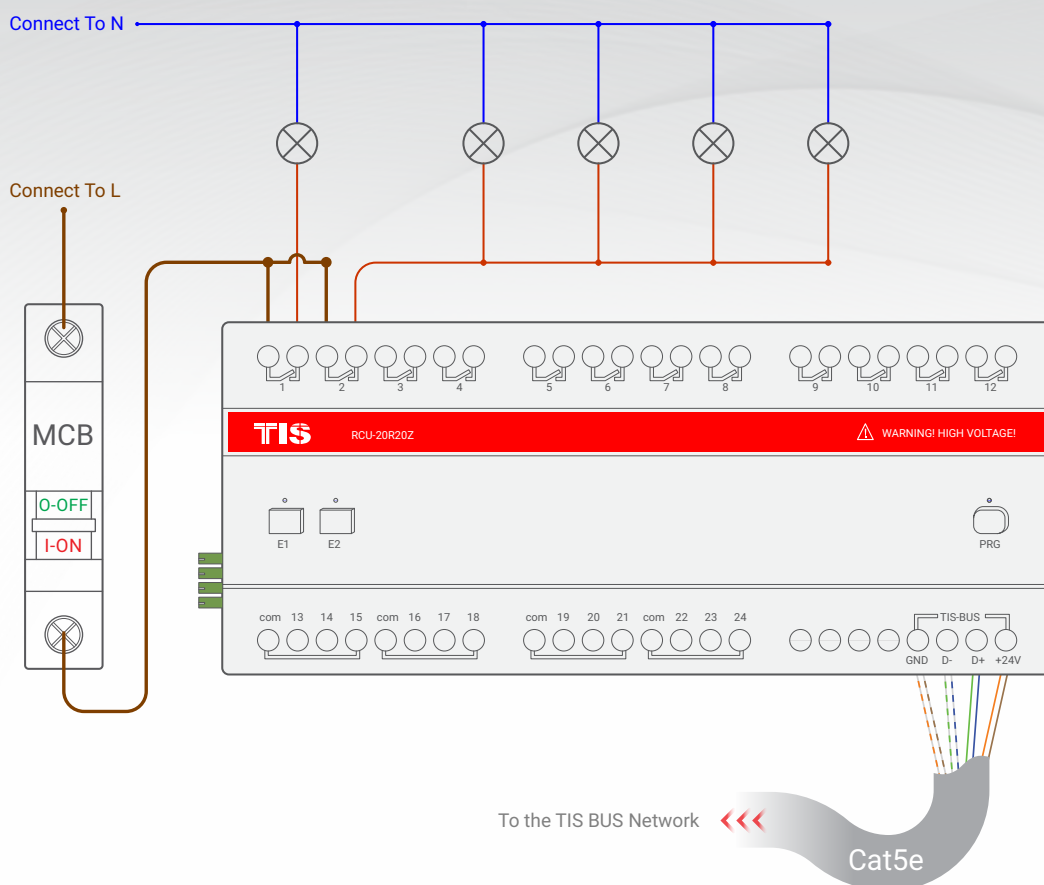 Connect To N
Connect To L
MCB
O-OFF
I-ON
1 2 3 4 5 6 7 8 9 10 11 12
TIS RCU-20R20Z WARNING! HIGH VOLTAGE!
E1 E2 PRG
com 13 14 15 com 16 17 18 com 19 20 21 com 22 23 24 TIS-BUS
GND D- D+ +24V
To the TIS BUS Network
Cat5e